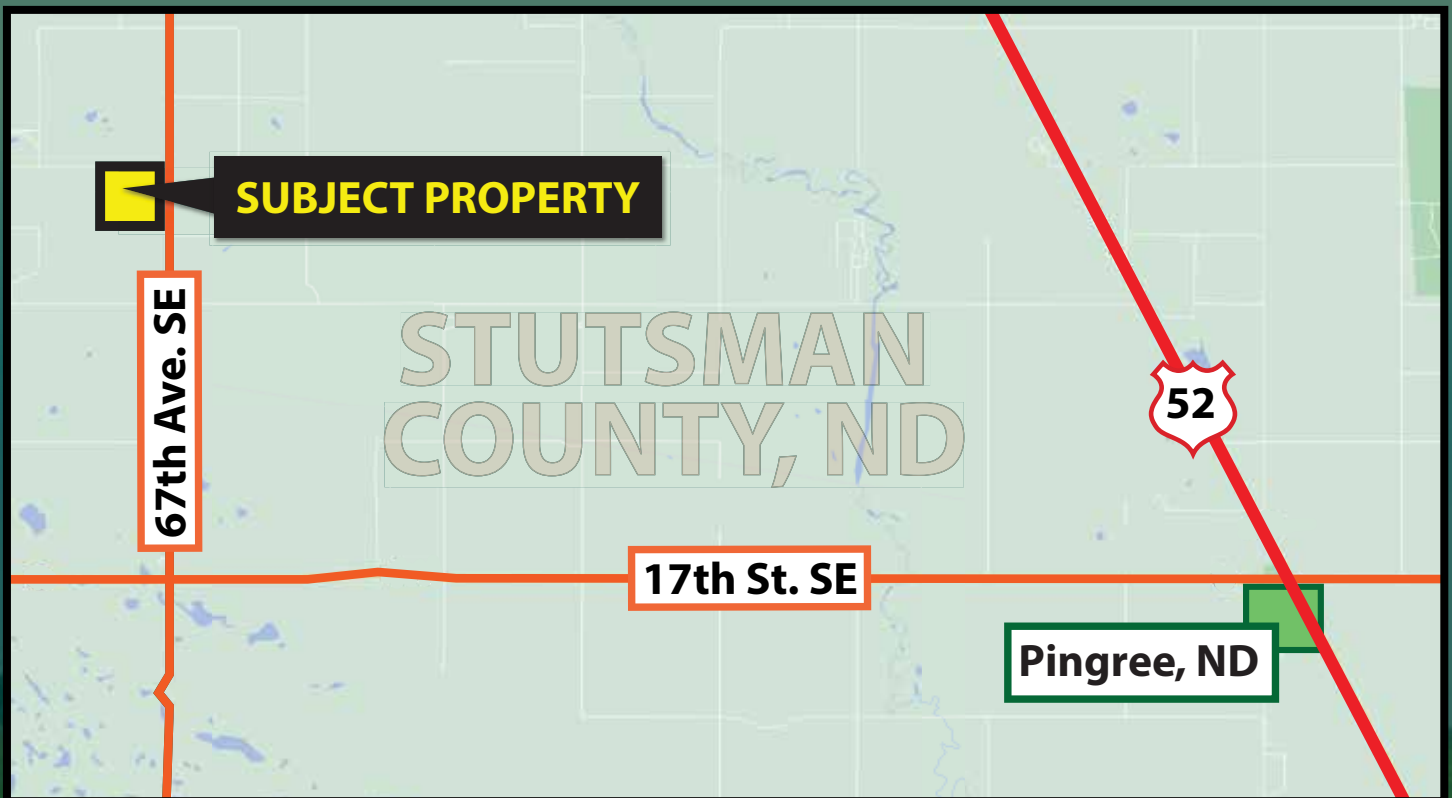 SUBJECT PROPERTY
67th Ave. SE
STUTSMAN
COUNTY, ND
52
17th St. SE
Pingree, ND